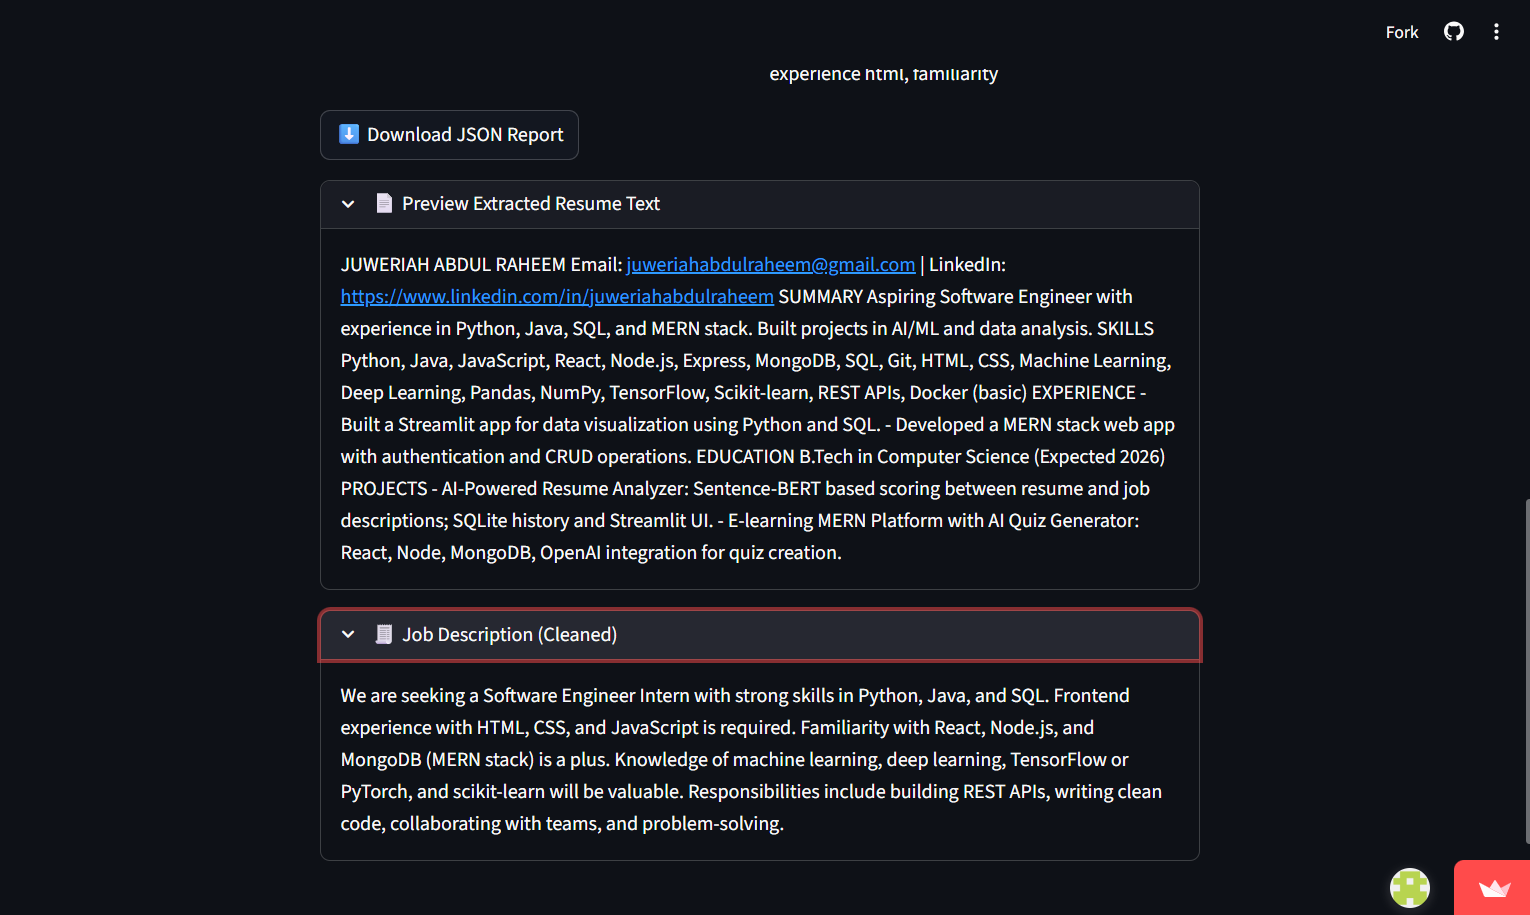 Fork
experience html, familiarity
Download JSON Report
Preview Extracted Resume Text
JUWERIAH ABDUL RAHEEM Email: juweriahabdulraheem@gmail.com | LinkedIn:
https://www.linkedin.com/in/juweriahabdulraheem SUMMARY Aspiring Software Engineer with
experience in Python, Java, SQL, and MERN stack. Built projects in AI/ML and data analysis. SKILLS
Python, Java, JavaScript, React, Node.js, Express, MongoDB, SQL, Git, HTML, CSS, Machine Learning,
Deep Learning, Pandas, NumPy, TensorFlow, Scikit-learn, REST APIs, Docker (basic) EXPERIENCE -
Built a Streamlit app for data visualization using Python and SQL. - Developed a MERN stack web app
with authentication and CRUD operations. EDUCATION B.Tech in Computer Science (Expected 2026)
PROJECTS - AI-Powered Resume Analyzer: Sentence-BERT based scoring between resume and job
descriptions; SQLite history and Streamlit UI. - E-learning MERN Platform with AI Quiz Generator:
React, Node, MongoDB, OpenAI integration for quiz creation.
Job Description (Cleaned)
We are seeking a Software Engineer Intern with strong skills in Python, Java, and SQL. Frontend
experience with HTML, CSS, and JavaScript is required. Familiarity with React, Node.js, and
MongoDB (MERN stack) is a plus. Knowledge of machine learning, deep learning, TensorFlow or
PyTorch, and scikit-learn will be valuable. Responsibilities include building REST APIs, writing clean
code, collaborating with teams, and problem-solving.